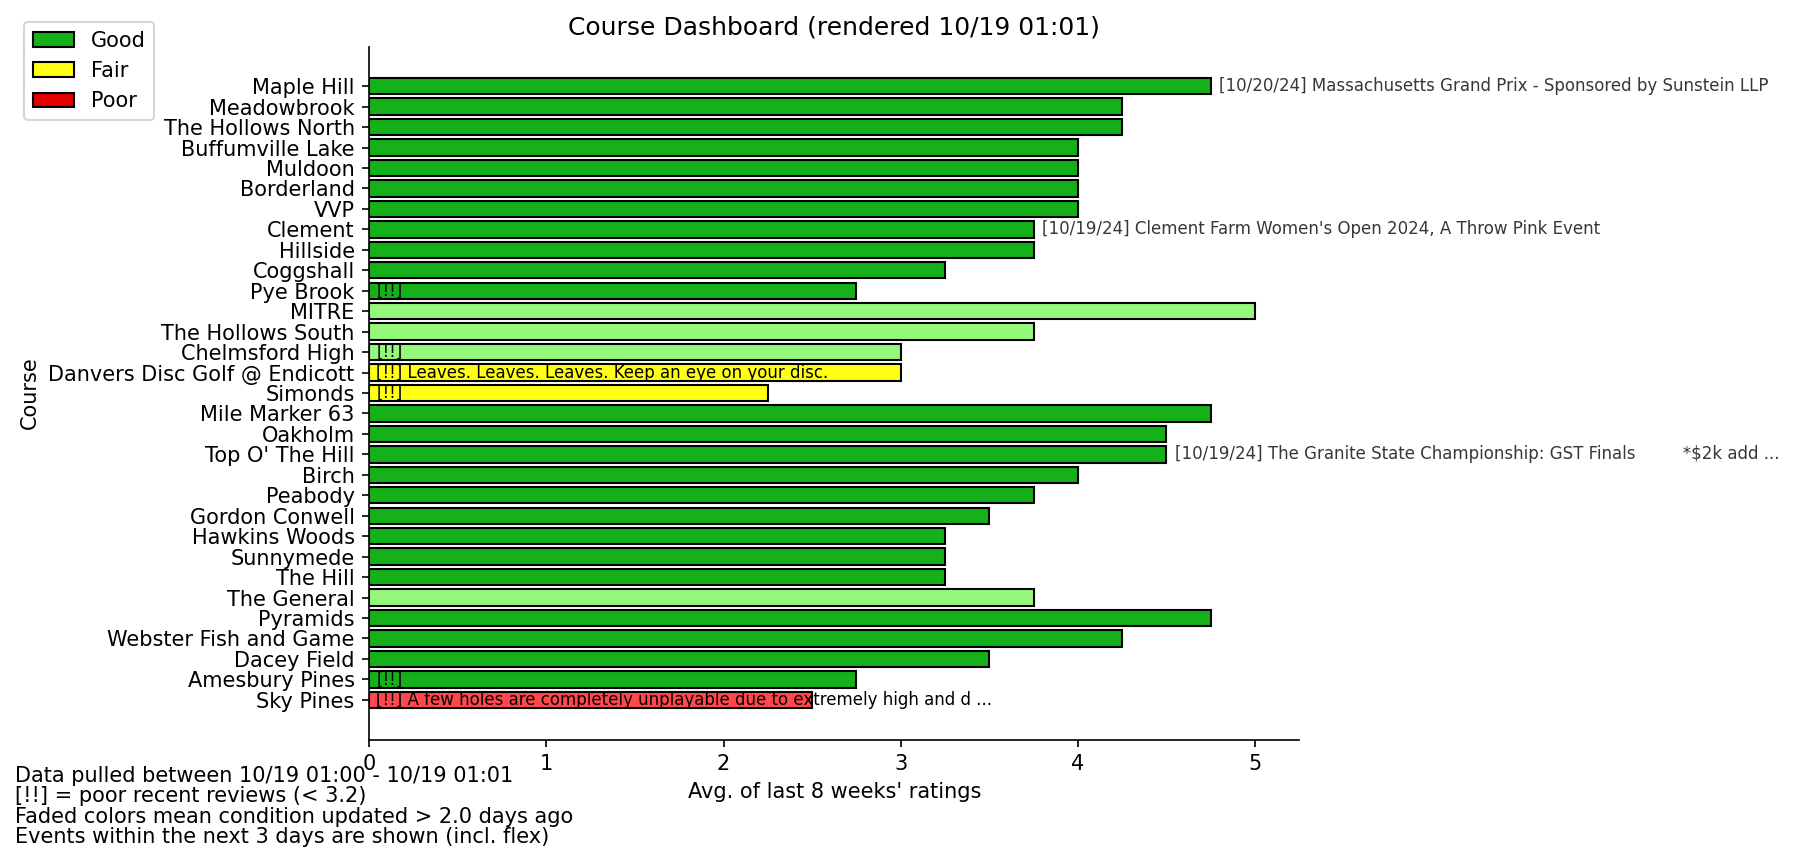 Course Dashboard (rendered 10/19 01:01)
Good
Fair
Poor
Course
Maple Hill [10/20/24] Massachusetts Grand Prix - Sponsored by Sunstein LLP
Meadowbrook
The Hollows North
Buffumville Lake
Muldoon
Borderland
VVP
Clement [10/19/24] Clement Farm Women's Open 2024, A Throw Pink Event
Hillside
Coggshall
Pye Brook [!!]
MITRE
The Hollows South
Chelmsford High [!!]
Danvers Disc Golf @ Endicott [!!] Leaves. Leaves. Leaves. Keep an eye on your disc.
Simonds [!!]
Mile Marker 63
Oakholm
Top O' The Hill [10/19/24] The Granite State Championship: GST Finals *$2k add ...
Birch
Peabody
Gordon Conwell
Hawkins Woods
Sunnymede
The Hill
The General
Pyramids
Webster Fish and Game
Dacey Field
Amesbury Pines [!!]
Sky Pines [!!] A few holes are completely unplayable due to extremely high and d ...
0 1 2 3 4 5
Avg. of last 8 weeks' ratings
Data pulled between 10/19 01:00 - 10/19 01:01
[!!] = poor recent reviews (< 3.2)
Faded colors mean condition updated > 2.0 days ago
Events within the next 3 days are shown (incl. flex)